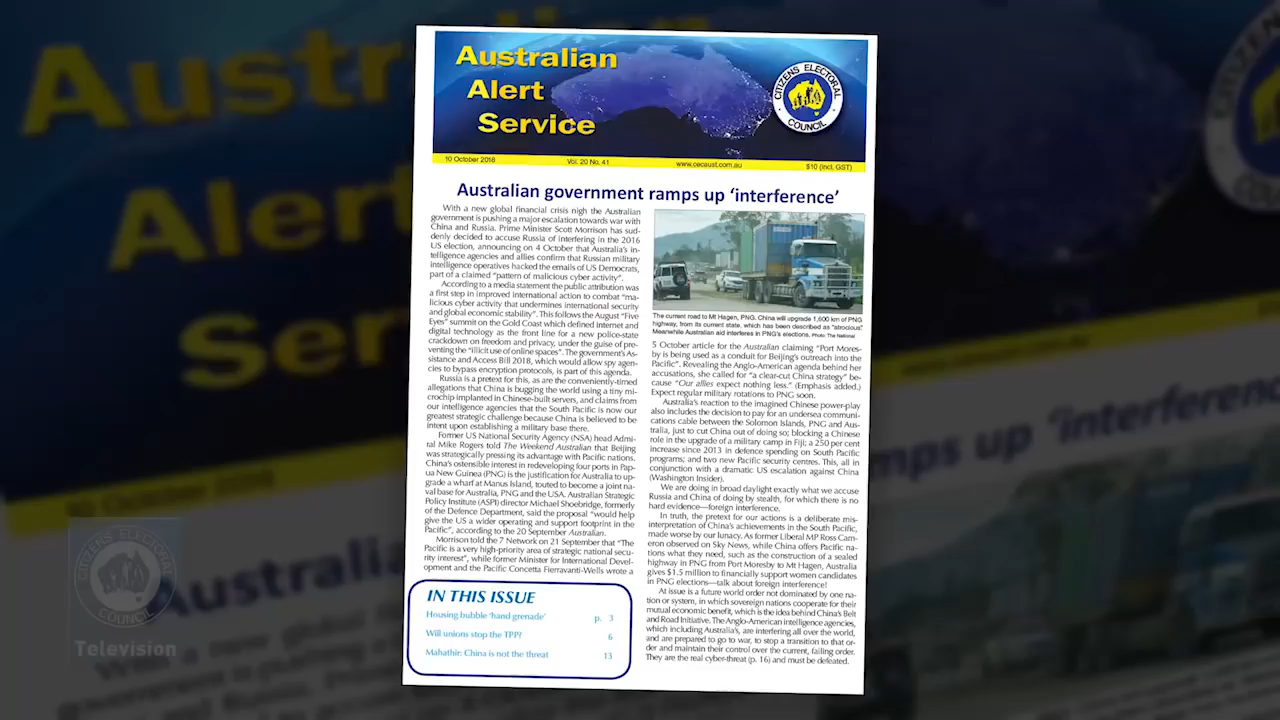 Australian
Alert
Service
CITIZENS ELECTORAL
COUNCIL
10 October 2018 Vol. 20 No. 41 www.cecaust.com.au $10 (incl. GST)
Australian government ramps up ‘interference’
With a new global financial crisis nigh the Australian
government is pushing a major escalation towards war with
China and Russia. Prime Minister Scott Morrison has sud-
denly decided to accuse Russia of interfering in the 2016
US election, announcing on 4 October that Australia's in-
telligence agencies and allies confirm that Russian military
intelligence operatives hacked the emails of US Democrats,
part of a claimed “pattern of malicious cyber activity”.
According to a media statement the public attribution was
a first step in improved international action to combat “ma-
licious cyber activity that undermines international security
and global economic stability”. This follows the August “Five
Eyes” summit on the Gold Coast which defined internet and
digital technology as the front line for a new police-state
crackdown on freedom and privacy, under the guise of pre-
venting the “illicit use of online spaces”. The government's As-
sistance and Access Bill 2018, which would allow spy agen-
cies to bypass encryption protocols, is part of this agenda.
Russia is a pretext for this, as are the conveniently-timed
allegations that China is bugging the world using a tiny mi-
crochip implanted in Chinese-built servers, and claims from
our intelligence agencies that the South Pacific is now our
greatest strategic challenge because China is believed to be
intent upon establishing a military base there.
Former US National Security Agency (NSA) head Admi-
ral Mike Rogers told The Weekend Australian that Beijing
was strategically pressing its advantage with Pacific nations.
China's ostensible interest in redeveloping four ports in Pap-
ua New Guinea (PNG) is the justification for Australia to up-
grade a wharf at Manus Island, touted to become a joint na-
val base for Australia, PNG and the USA. Australian Strategic
Policy Institute (ASPI) director Michael Shoebridge, formerly
of the Defence Department, said the proposal “would help
give the US a wider operating and support footprint in the
Pacific”, according to the 20 September Australian.
Morrison told the 7 Network on 21 September that “The
Pacific is a very high-priority area of strategic national secu-
rity interest”, while former Minister for International Devel-
opment and the Pacific Concetta Fierravanti-Wells wrote a
The current road to Mt Hagen, PNG. China will upgrade 1,600 km of PNG
highway, from its current state, which has been described as “atrocious”.
Meanwhile Australian aid interferes in PNG's elections. Photo: The National
5 October article for the Australian claiming “Port Mores-
by is being used as a conduit for Beijing's outreach into the
Pacific”. Revealing the Anglo-American agenda behind her
accusations, she called for “a clear-cut China strategy” be-
cause “Our allies expect nothing less.” (Emphasis added.)
Expect regular military rotations to PNG soon.
Australia's reaction to the imagined Chinese power-play
also includes the decision to pay for an undersea communi-
cations cable between the Solomon Islands, PNG and Aus-
tralia, just to cut China out of doing so; blocking a Chinese
role in the upgrade of a military camp in Fiji; a 250 per cent
increase since 2013 in defence spending on South Pacific
programs; and two new Pacific security centres. This, all in
conjunction with a dramatic US escalation against China
(Washington Insider).
We are doing in broad daylight exactly what we accuse
Russia and China of doing by stealth, for which there is no
hard evidence—foreign interference.
In truth, the pretext for our actions is a deliberate mis-
interpretation of China's achievements in the South Pacific,
made worse by our lunacy. As former Liberal MP Ross Cam-
eron observed on Sky News, while China offers Pacific na-
tions what they need, such as the construction of a sealed
highway in PNG from Port Moresby to Mt Hagen, Australia
gives $1.5 million to financially support women candidates
in PNG elections—talk about foreign interference!
At issue is a future world order not dominated by one na-
tion or system, in which sovereign nations cooperate for their
mutual economic benefit, which is the idea behind China's Belt
and Road Initiative. The Anglo-American intelligence agencies,
which including Australia's, are interfering all over the world,
and are prepared to go to war, to stop a transition to that or-
der and maintain their control over the current, failing order.
They are the real cyber-threat (p. 16) and must be defeated.
IN THIS ISSUE
Housing bubble ‘hand grenade’ p. 3
Will unions stop the TPP? 6
Mahathir: China is not the threat 13
CITIZENS ELECTORAL
COUNCIL
Television